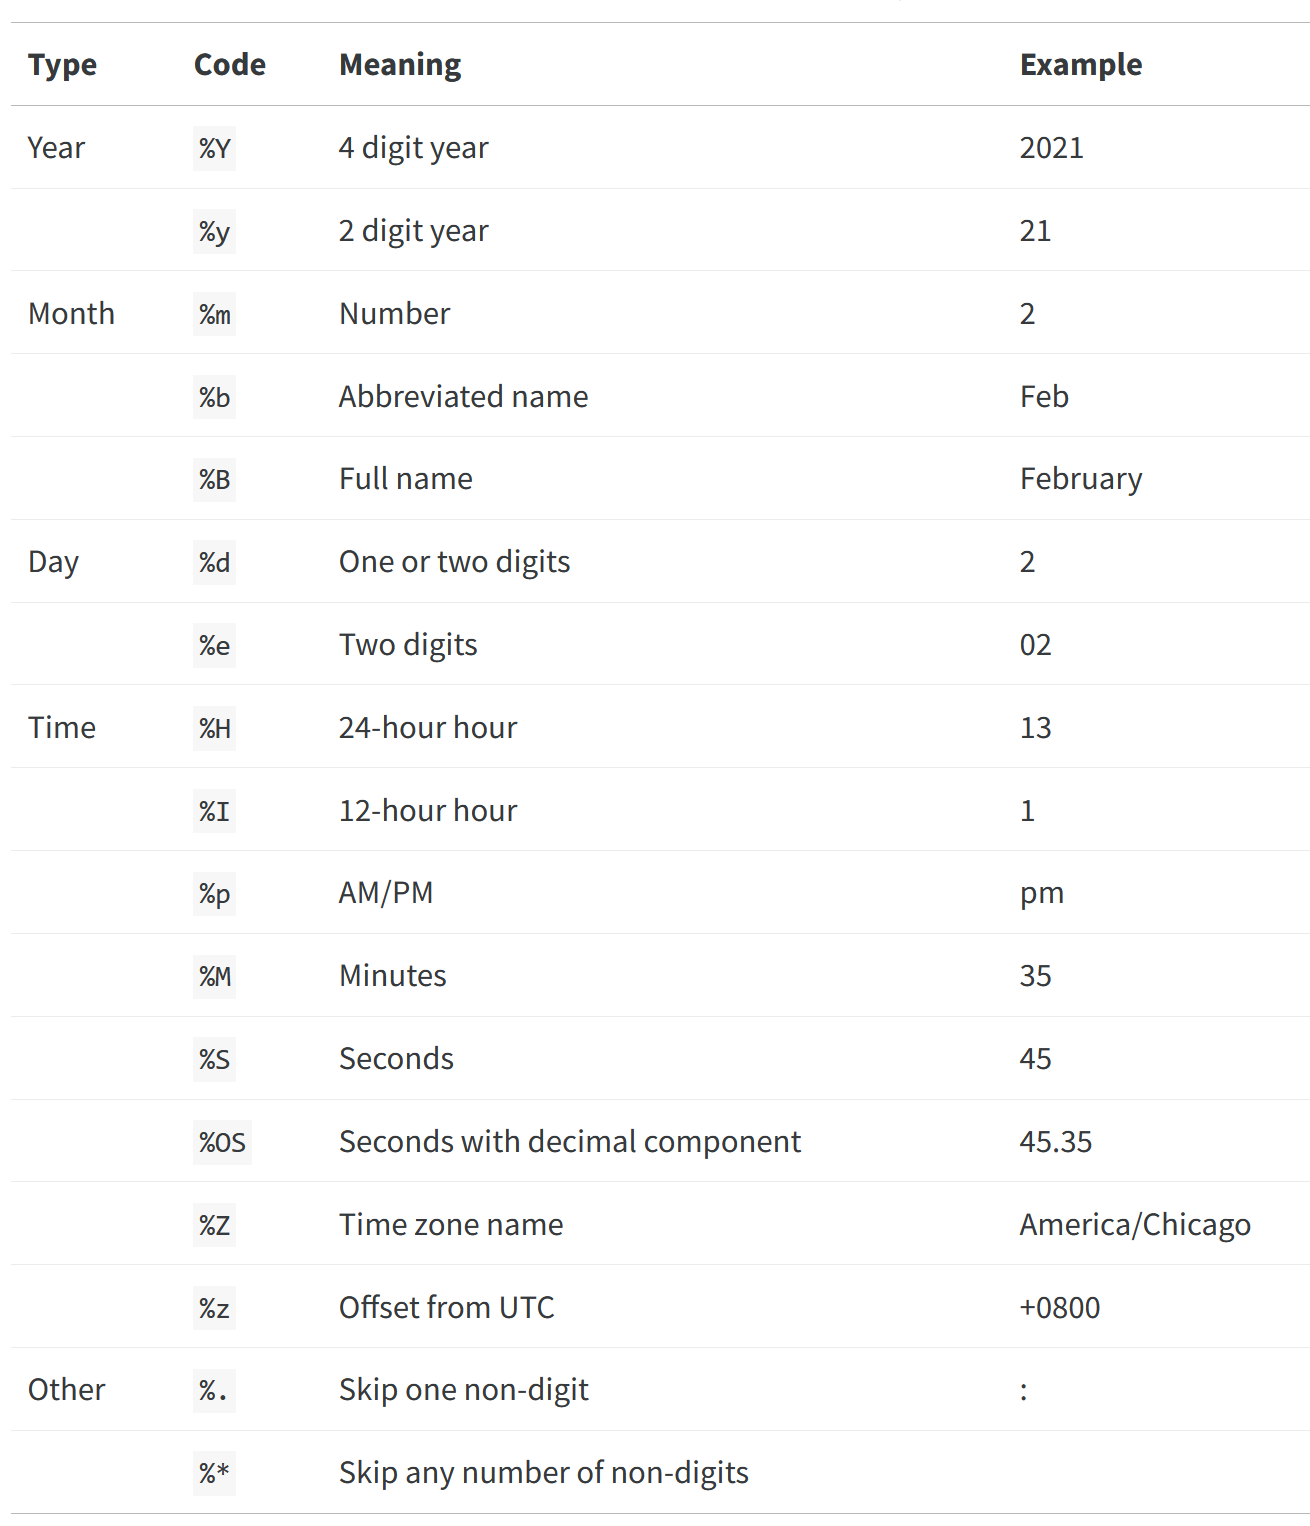 Type Code Meaning Example
Year %Y 4 digit year 2021
%y 2 digit year 21
Month %m Number 2
%b Abbreviated name Feb
%B Full name February
Day %d One or two digits 2
%e Two digits 02
Time %H 24-hour hour 13
%I 12-hour hour 1
%p AM/PM pm
%M Minutes 35
%S Seconds 45
%OS Seconds with decimal component 45.35
%Z Time zone name America/Chicago
%z Offset from UTC +0800
Other %. Skip one non-digit :
%* Skip any number of non-digits